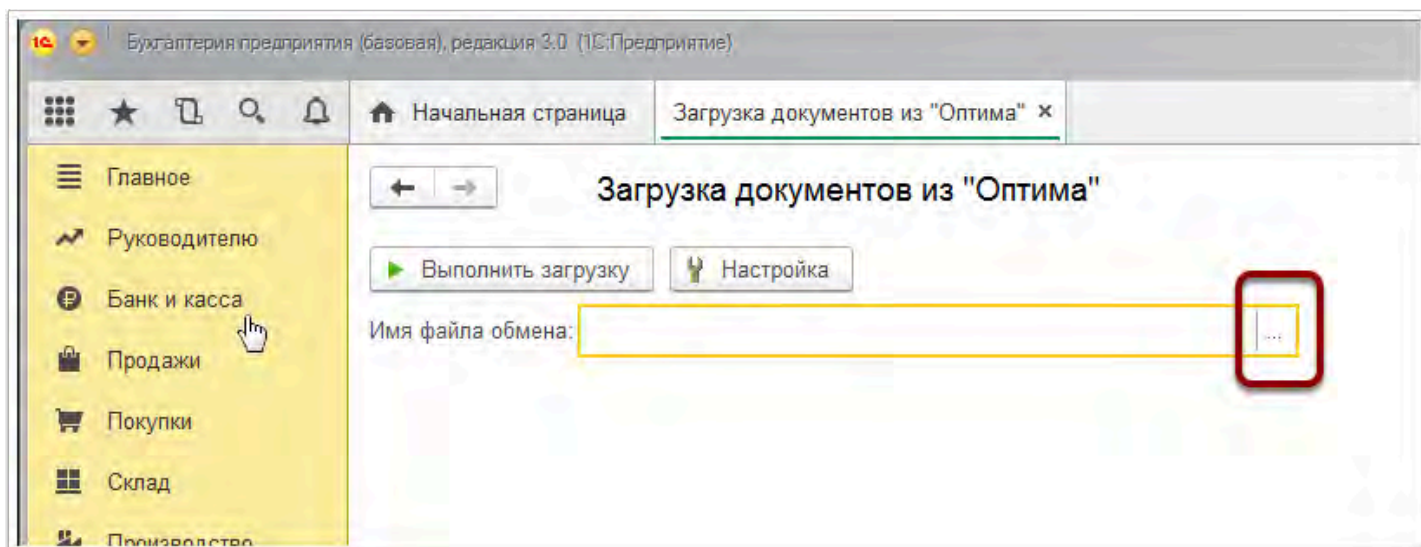 1С Бухгалтерия предприятия (базовая), редакция 3.0 (1С:Предприятие)
Начальная страница Загрузка документов из "Оптима" ×
Главное
Загрузка документов из "Оптима"
Руководителю
Выполнить загрузку Настройка
Банк и касса
Имя файла обмена: ...
Продажи
Покупки
Склад
Производство